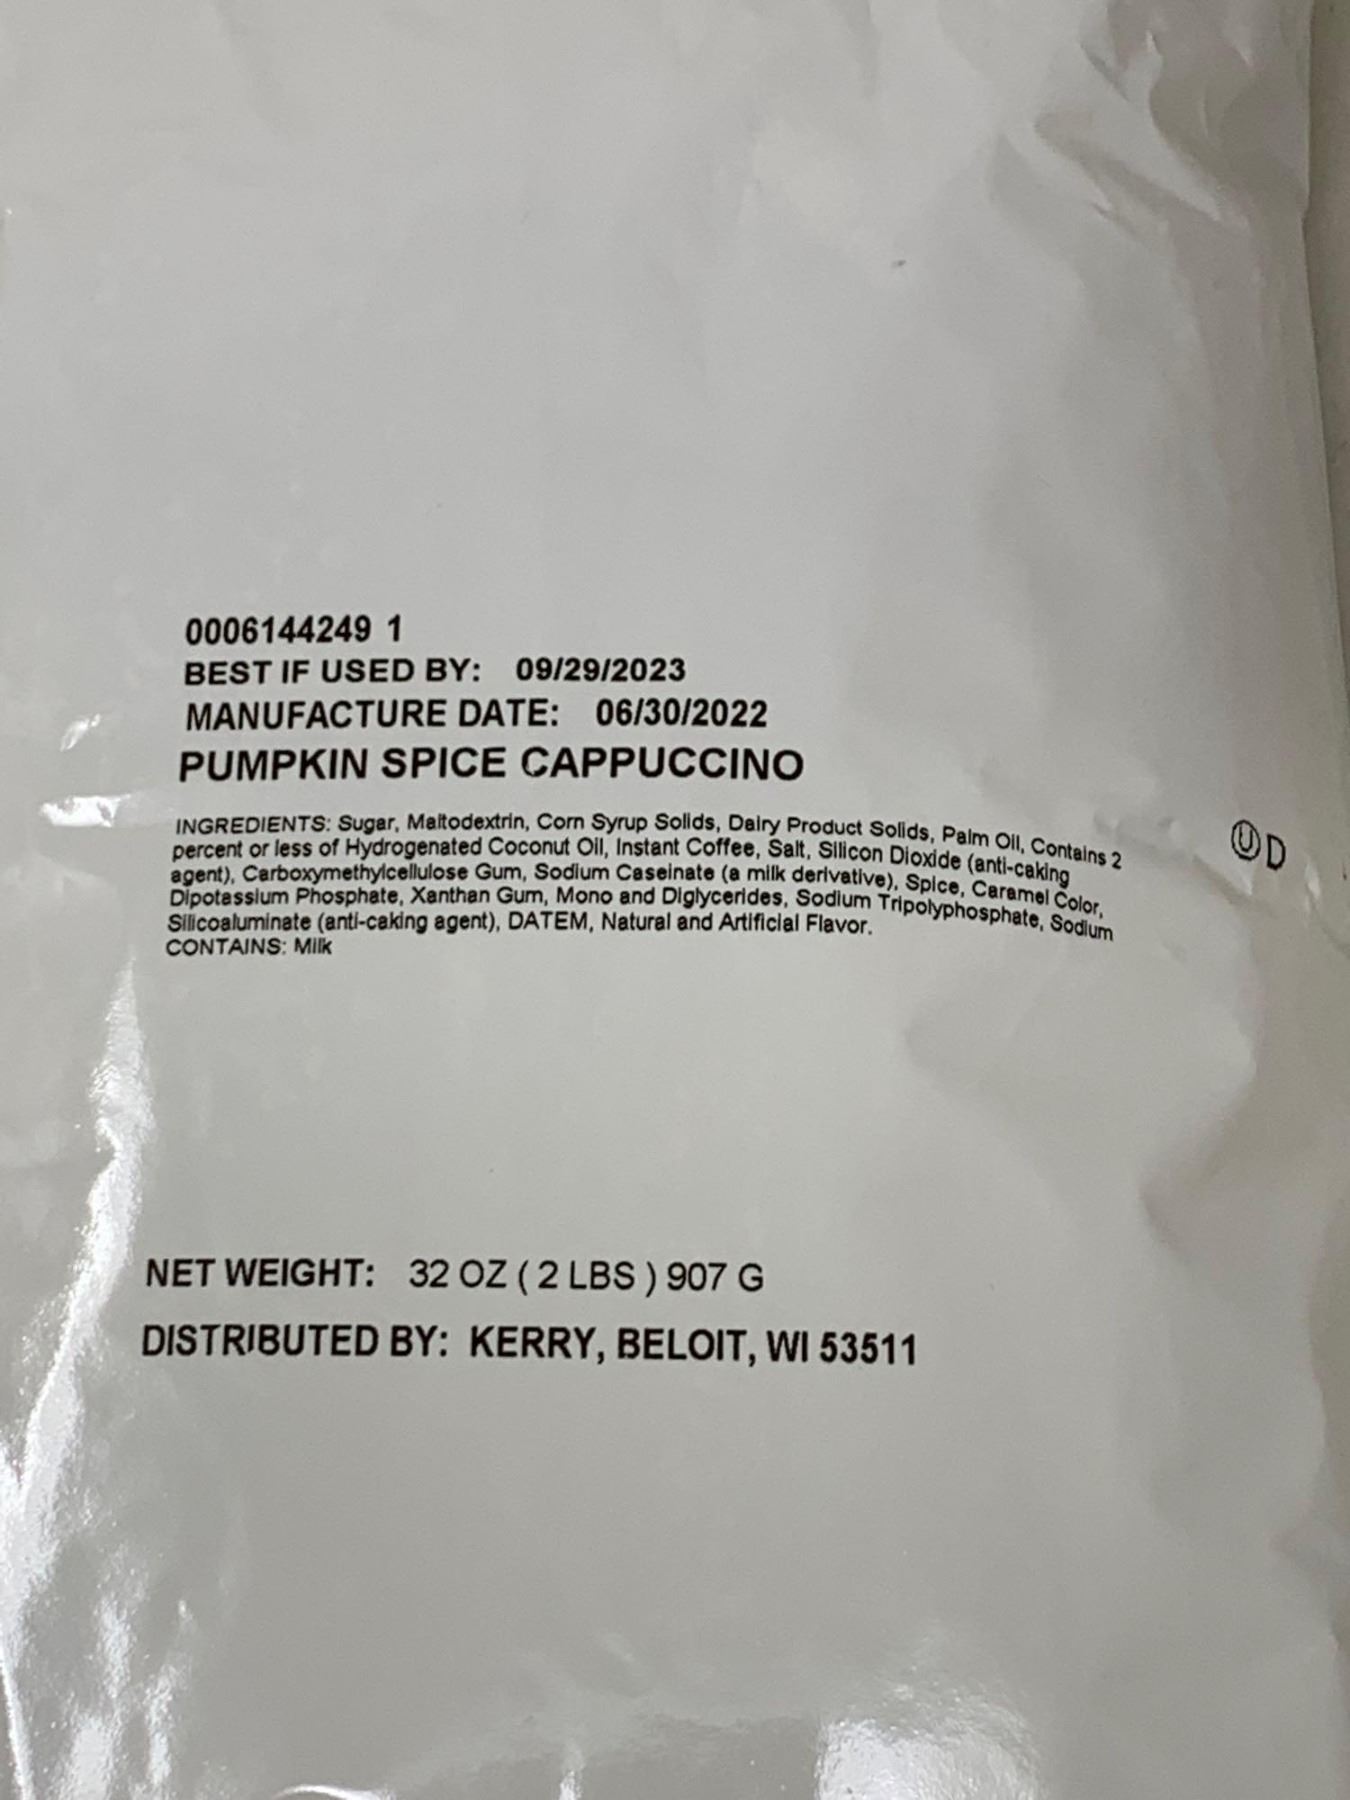 0006144249 1
BEST IF USED BY: 09/29/2023
MANUFACTURE DATE: 06/30/2022
PUMPKIN SPICE CAPPUCCINO
INGREDIENTS: Sugar, Maltodextrin, Corn Syrup Solids, Dairy Product Solids, Palm Oil, Contains 2
percent or less of Hydrogenated Coconut Oil, Instant Coffee, Salt, Silicon Dioxide (anti-caking
agent), Carboxymethylcellulose Gum, Sodium Caseinate (a milk derivative), Spice, Caramel Color,
Dipotassium Phosphate, Xanthan Gum, Mono and Diglycerides, Sodium Tripolyphosphate, Sodium
Silicoaluminate (anti-caking agent), DATEM, Natural and Artificial Flavor.
CONTAINS: Milk
Ⓤ D
NET WEIGHT: 32 OZ ( 2 LBS ) 907 G
DISTRIBUTED BY: KERRY, BELOIT, WI 53511